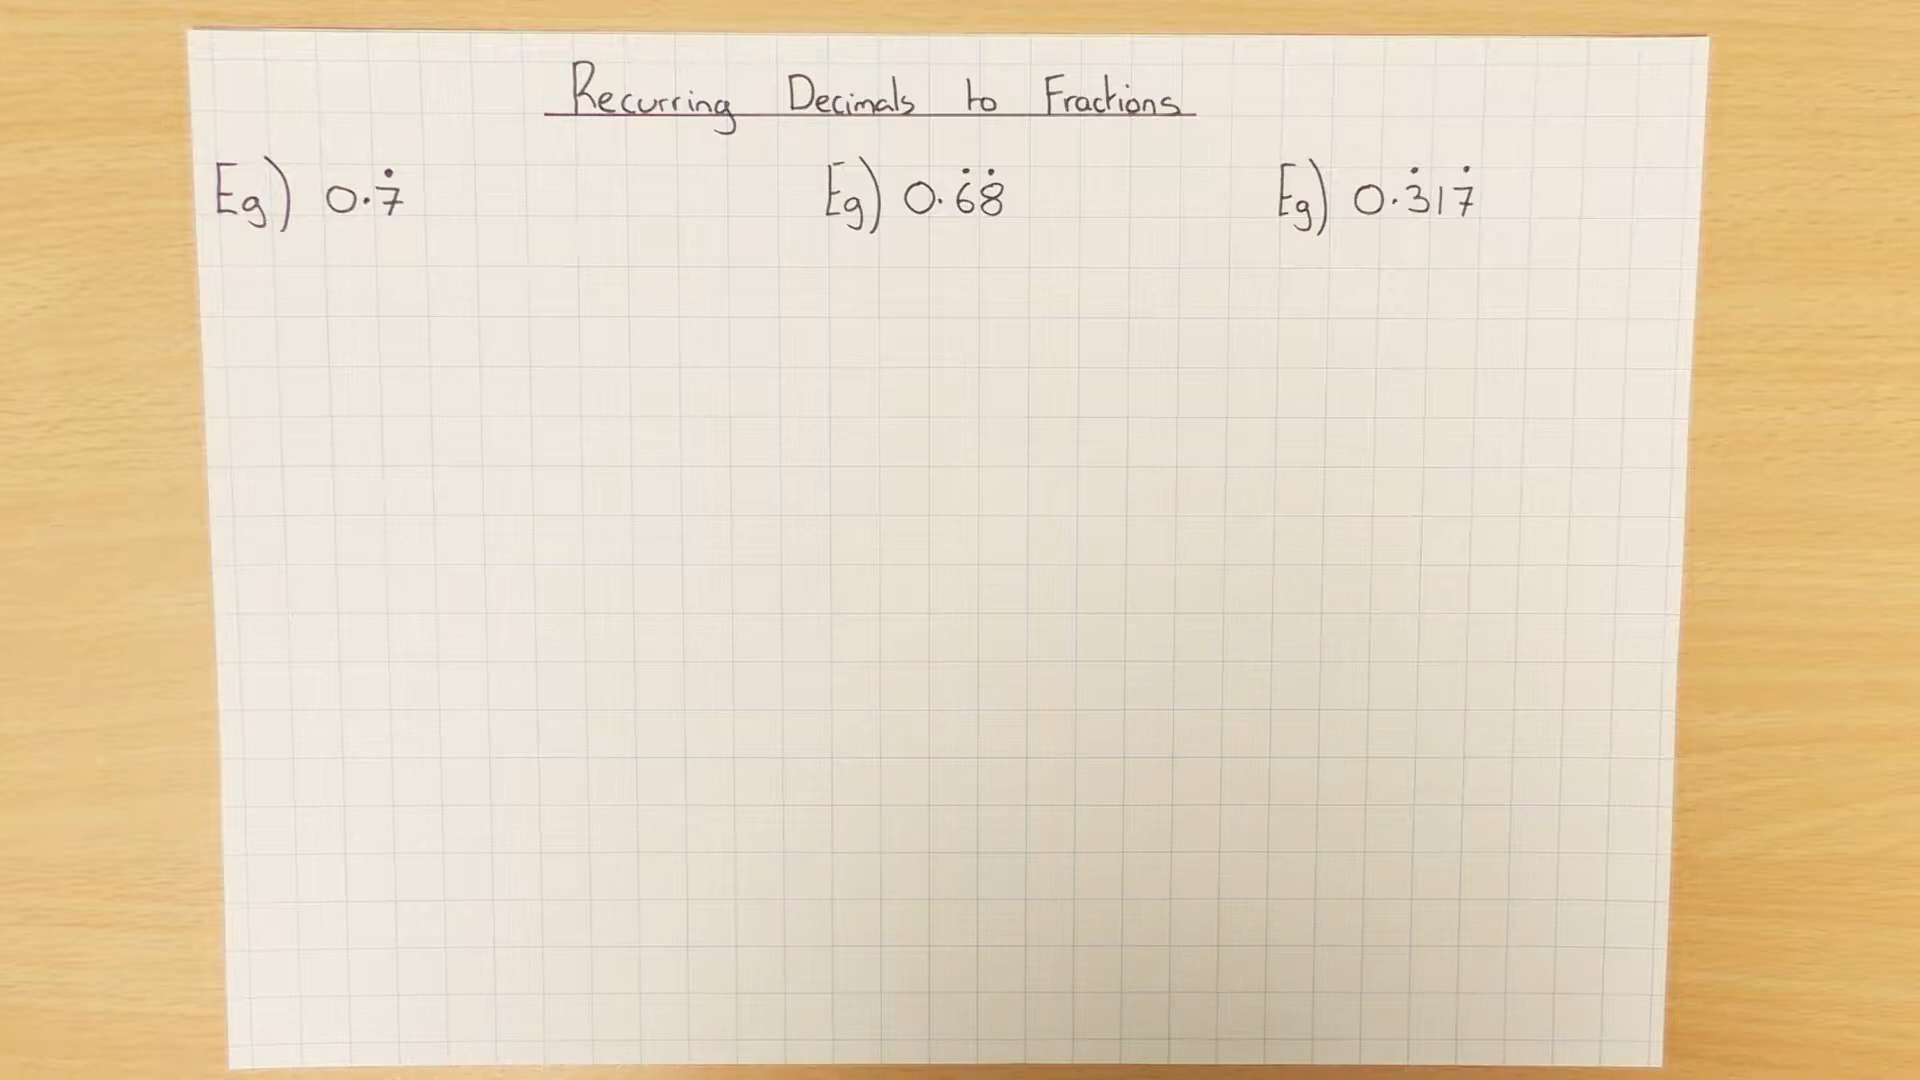 Recurring Decimals to Fractions
Eg) 0.7̇
Eg) 0.6̇8̇
Eg) 0.3̇17̇